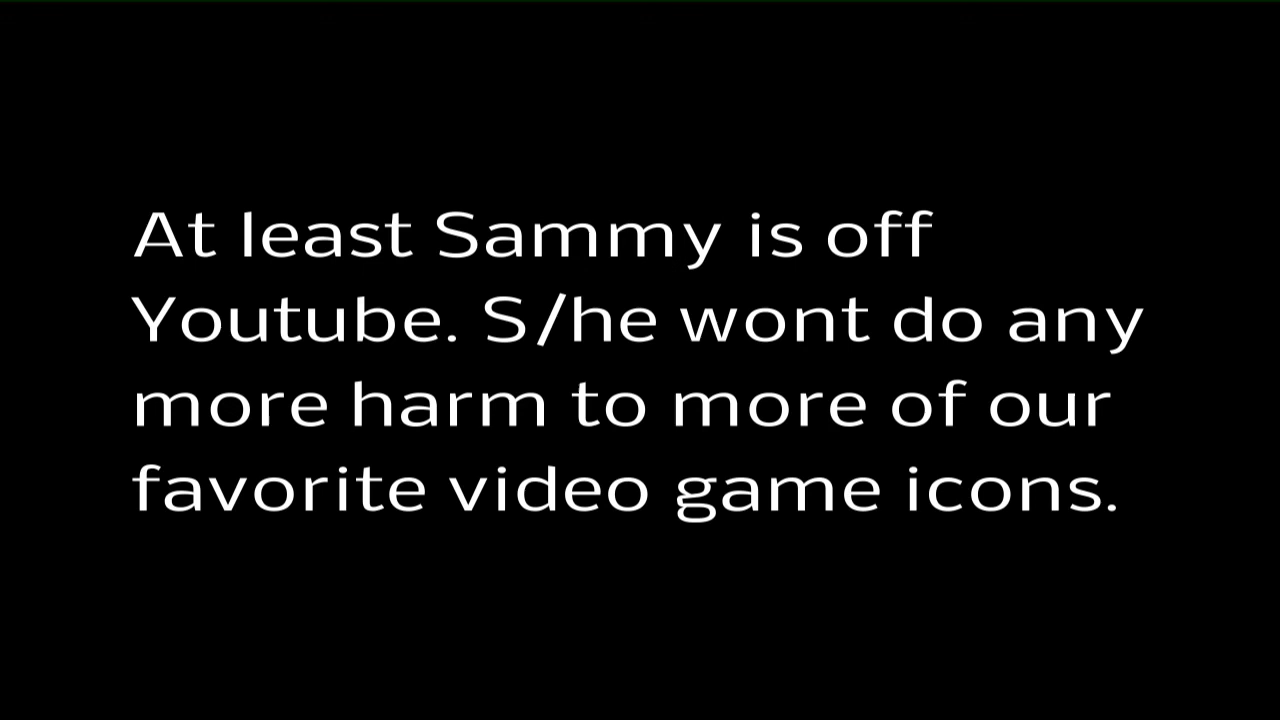 At least Sammy is off
Youtube. S/he wont do any
more harm to more of our
favorite video game icons.